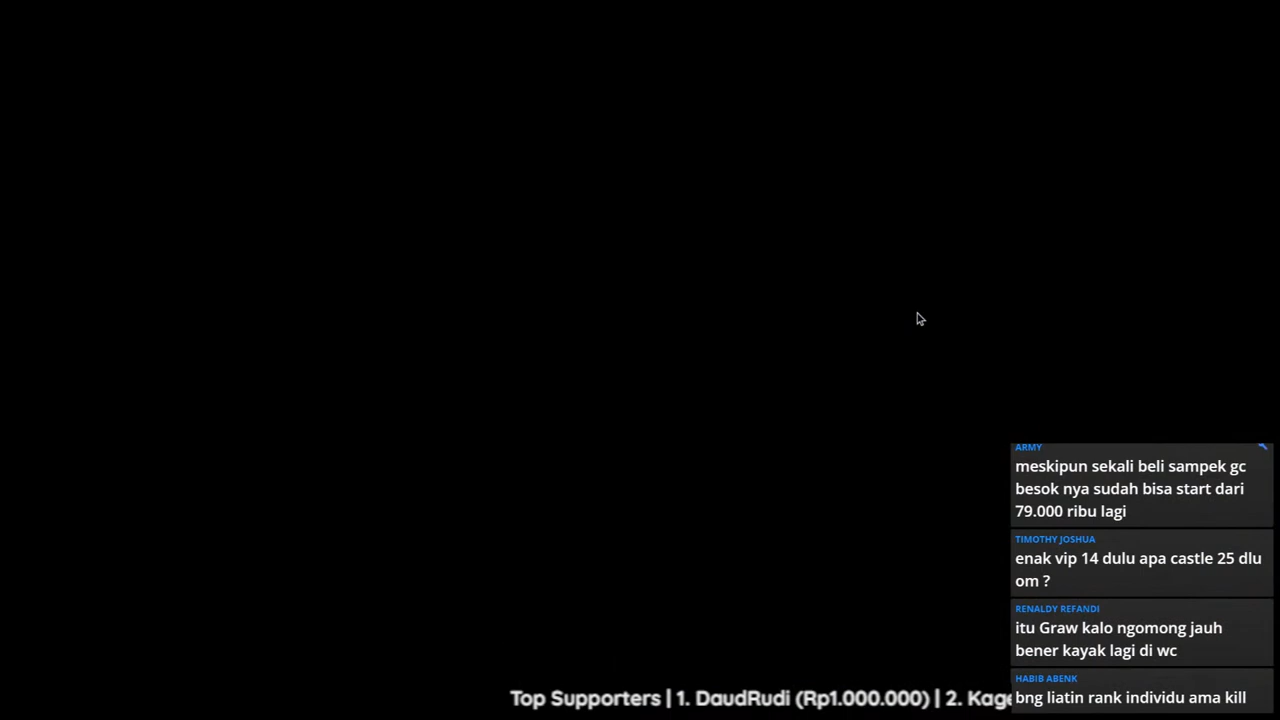 ARMY
meskipun sekali beli sampek gc
besok nya sudah bisa start dari
79.000 ribu lagi
TIMOTHY JOSHUA
enak vip 14 dulu apa castle 25 dlu
om ?
RENALDY REFANDI
itu Graw kalo ngomong jauh
bener kayak lagi di wc
HABIB ABENK
bng liatin rank individu ama kill
Top Supporters | 1. DaudRudi (Rp1.000.000) | 2. Kage